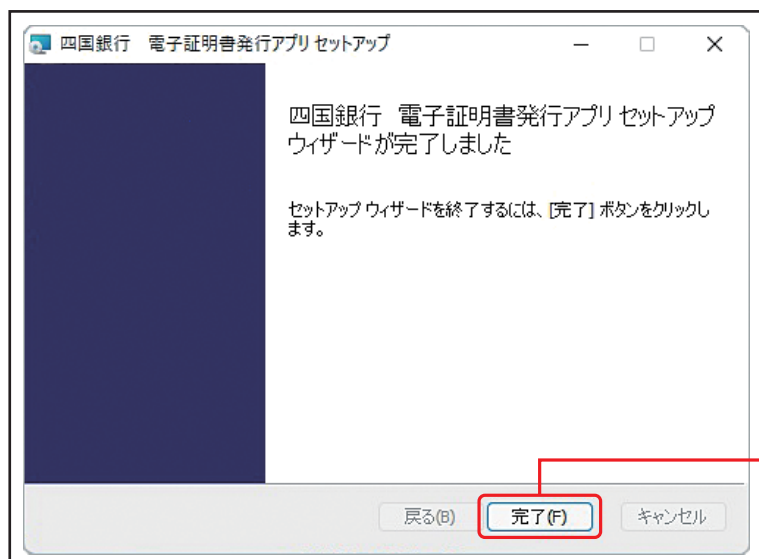 四国銀行　電子証明書発行アプリ セットアップ
四国銀行　電子証明書発行アプリ セットアップ
ウィザードが完了しました
セットアップ ウィザードを終了するには、[完了] ボタンをクリックし
ます。
戻る(B) 完了(F) キャンセル